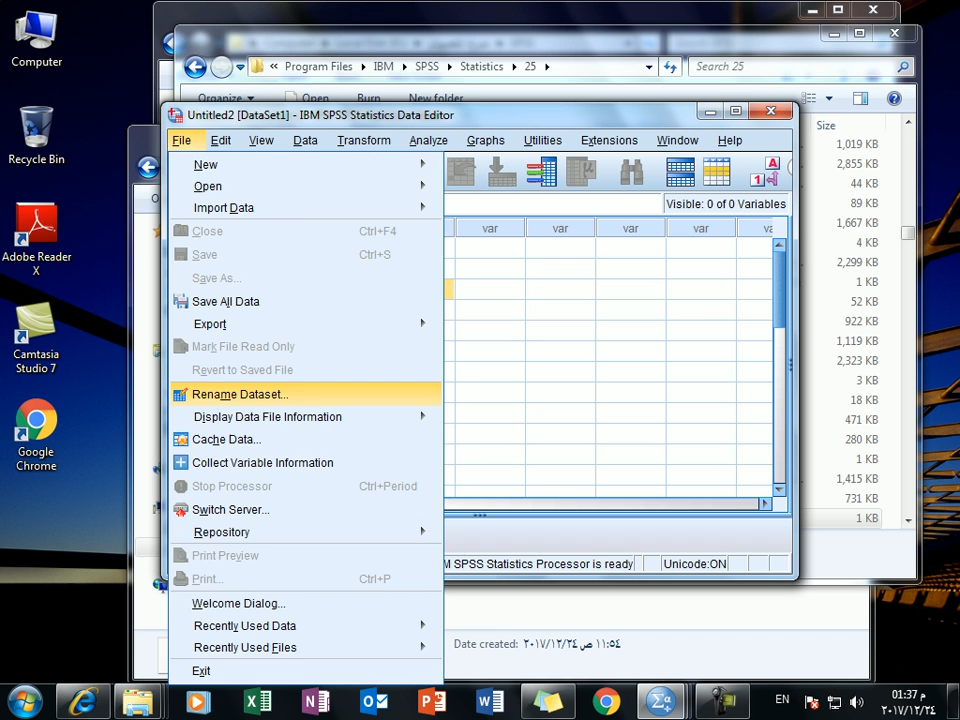 Computer
Recycle Bin
Adobe Reader
X
Camtasia
Studio 7
Google
Chrome
« Program Files IBM SPSS Statistics 25
Search 25
Organize Open Burn New folder
Untitled2 [DataSet1] - IBM SPSS Statistics Data Editor
File Edit View Data Transform Analyze Graphs Utilities Extensions Window Help
Visible: 0 of 0 Variables
var var var var va
New
Open
Import Data
Close Ctrl+F4
Save Ctrl+S
Save As...
Save All Data
Export
Mark File Read Only
Revert to Saved File
Rename Dataset...
Display Data File Information
Cache Data...
Collect Variable Information
Stop Processor Ctrl+Period
Switch Server...
Repository
Print Preview
Print... Ctrl+P
Welcome Dialog...
Recently Used Data
Recently Used Files
Exit
M SPSS Statistics Processor is ready
Unicode:ON
Size
1,019 KB
2,855 KB
44 KB
89 KB
1,667 KB
4 KB
2,299 KB
1 KB
52 KB
922 KB
1,119 KB
2,323 KB
3 KB
18 KB
471 KB
280 KB
1 KB
1,415 KB
731 KB
1 KB
Date created: ٢٠١٧/١٢/٢٤ ص ١١:٥٤
EN
م 01:37
٢٠١٧/١٢/٢٤